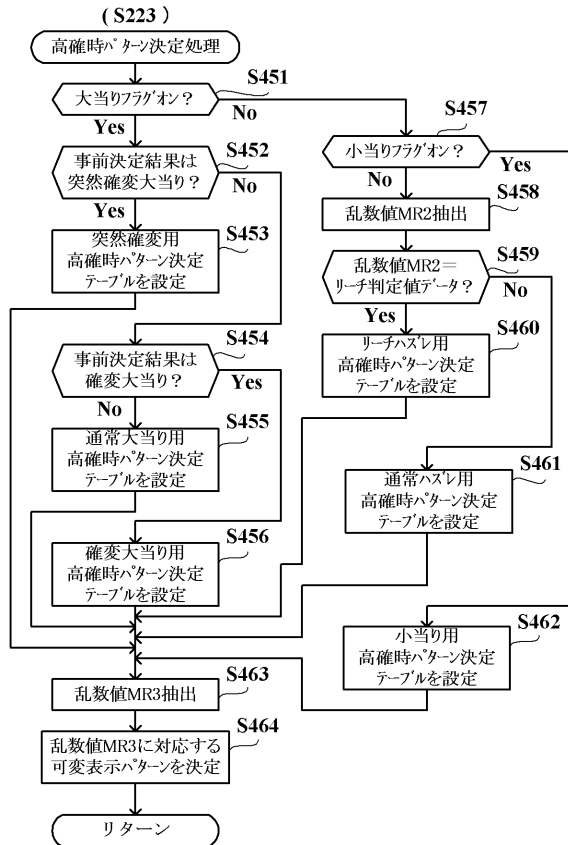 (S223)
高確時パターン決定処理
S451
大当りフラグオン？
Yes
No
S452
事前決定結果は
突然確変大当り？
Yes
No
S453
突然確変用
高確時パターン決定
テーブルを設定
S454
事前決定結果は
確変大当り？
No
Yes
S455
通常大当り用
高確時パターン決定
テーブルを設定
S456
確変大当り用
高確時パターン決定
テーブルを設定
S457
小当りフラグオン？
No
Yes
S458
乱数値MR2抽出
S459
乱数値MR2＝
リーチ判定値データ？
Yes
No
S460
リーチハズレ用
高確時パターン決定
テーブルを設定
S461
通常ハズレ用
高確時パターン決定
テーブルを設定
S462
小当り用
高確時パターン決定
テーブルを設定
S463
乱数値MR3抽出
S464
乱数値MR3に対応する
可変表示パターンを決定
リターン